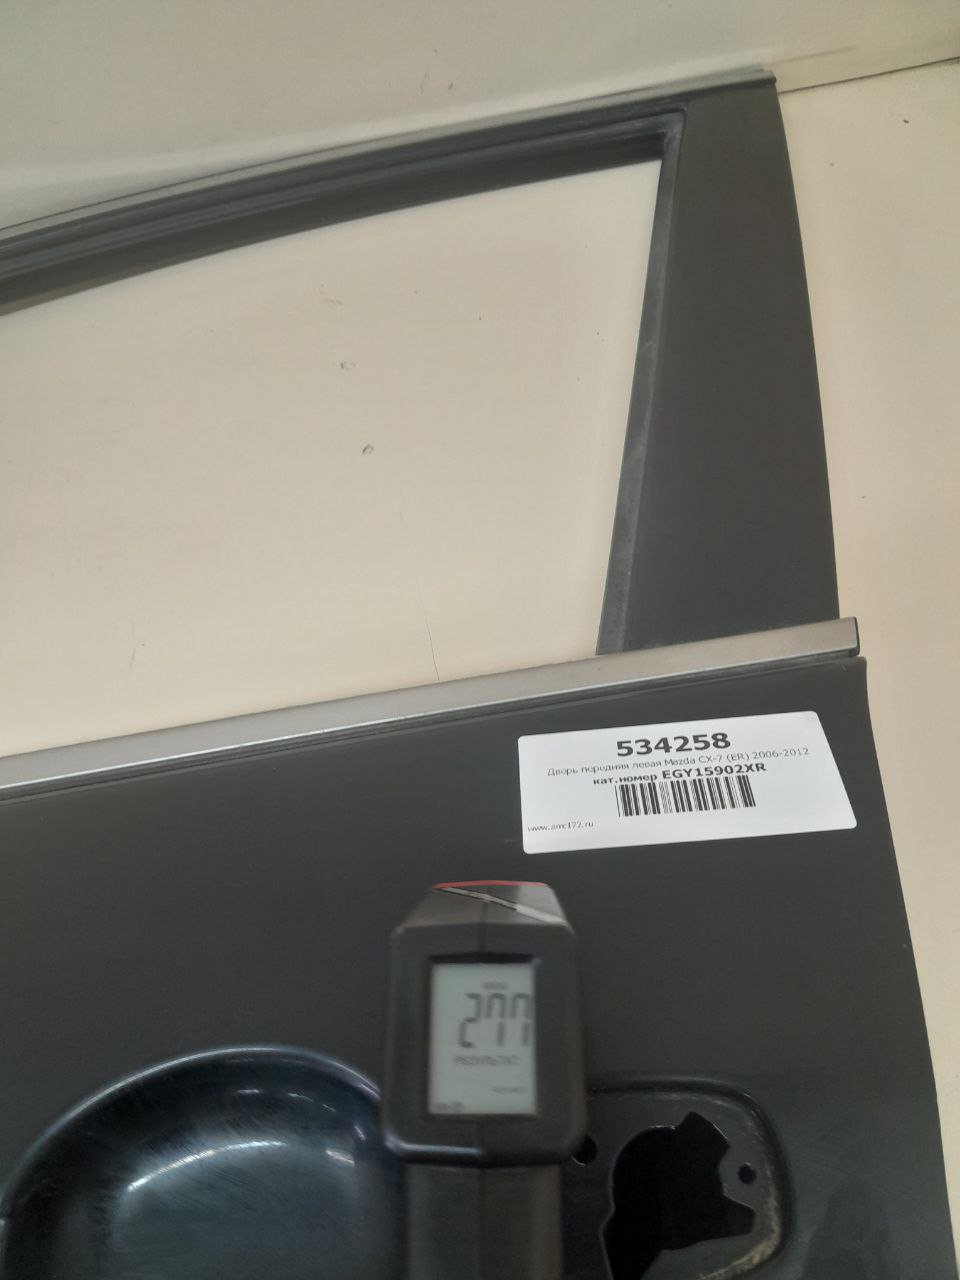 534258
Дверь передняя левая Mazda CX-7 (ER) 2006-2012
кат.номер EGY15902XR
www.amc172.ru
277
РЕЗУЛЬТАТ